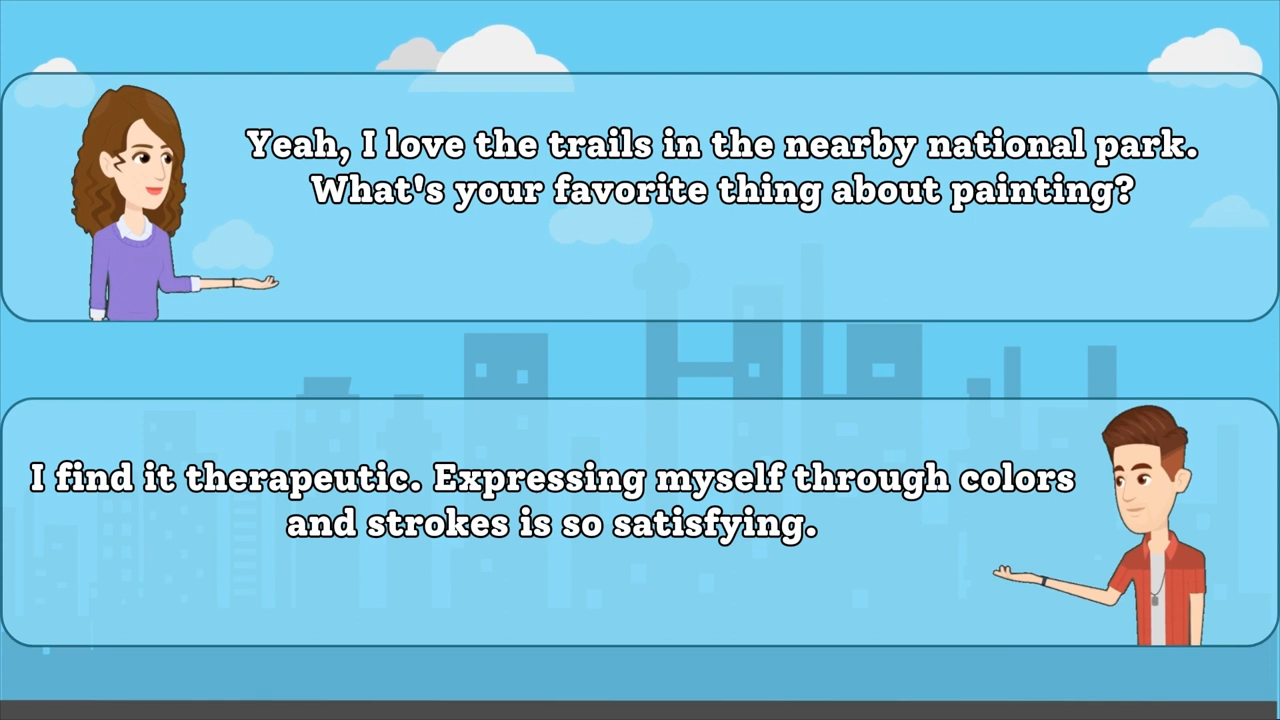 Yeah, I love the trails in the nearby national park.
What's your favorite thing about painting?
I find it therapeutic. Expressing myself through colors
and strokes is so satisfying.